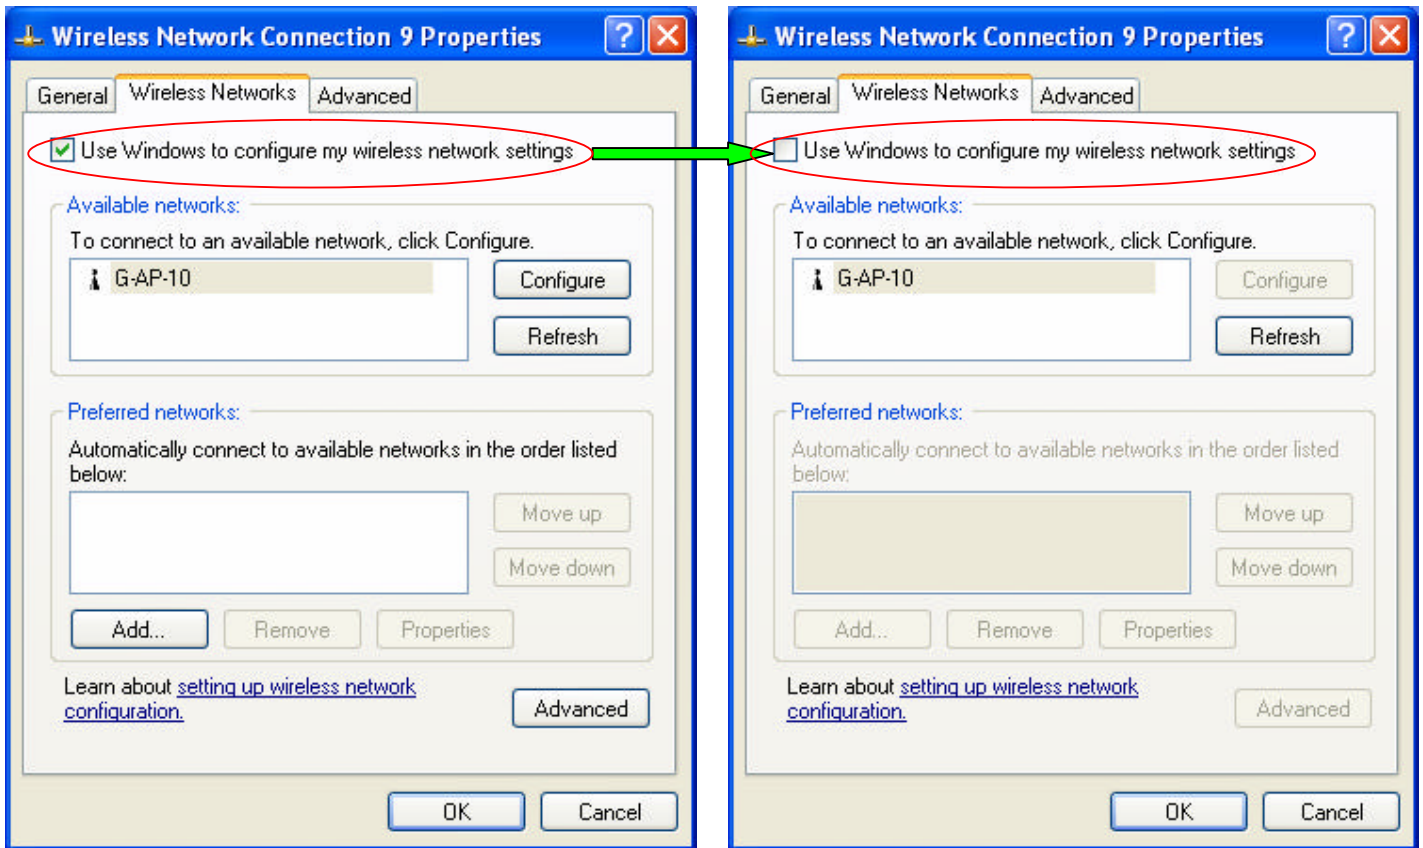 Wireless Network Connection 9 Properties
General Wireless Networks Advanced
Use Windows to configure my wireless network settings
Available networks:
To connect to an available network, click Configure.
G-AP-10
Configure
Refresh
Preferred networks:
Automatically connect to available networks in the order listed
below:
Move up
Move down
Add... Remove Properties
Learn about setting up wireless network
configuration.
Advanced
OK Cancel
Wireless Network Connection 9 Properties
General Wireless Networks Advanced
Use Windows to configure my wireless network settings
Available networks:
To connect to an available network, click Configure.
G-AP-10
Configure
Refresh
Preferred networks:
Automatically connect to available networks in the order listed
below:
Move up
Move down
Add... Remove Properties
Learn about setting up wireless network
configuration.
Advanced
OK Cancel